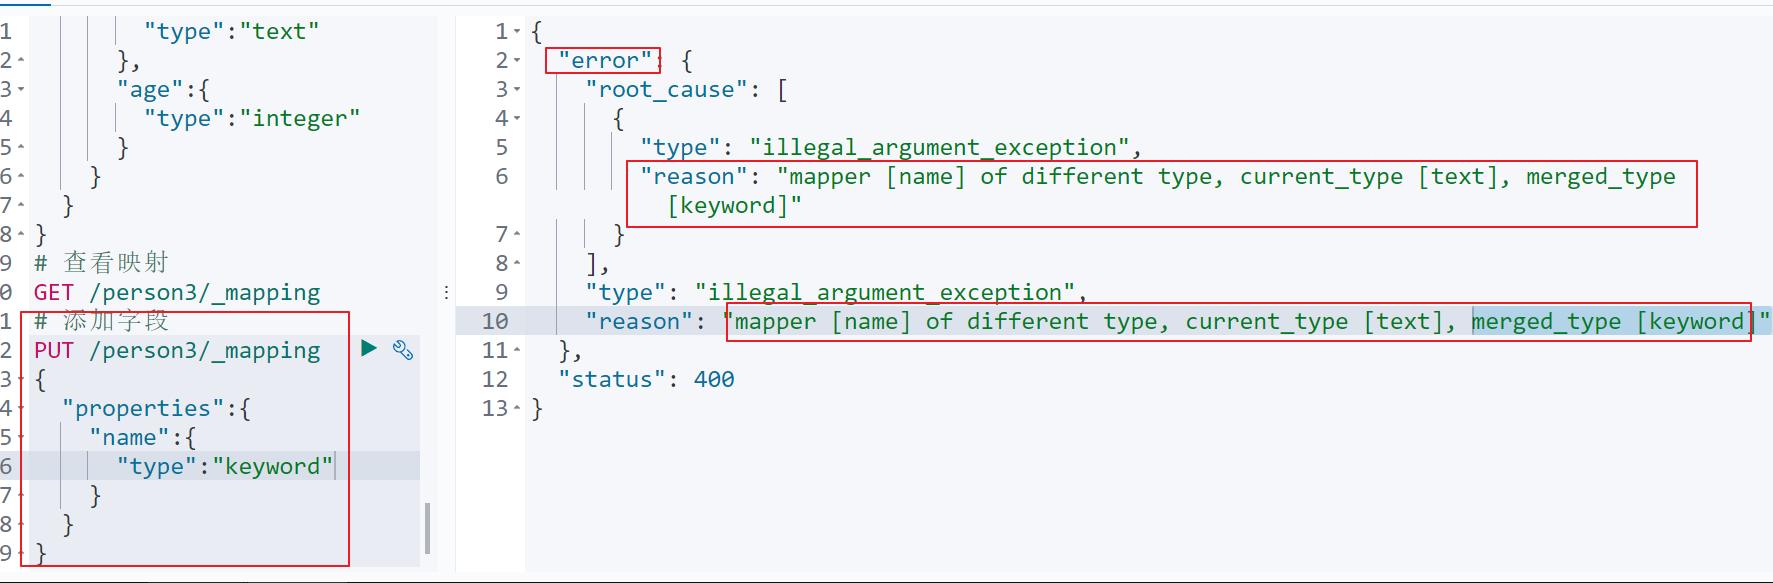 1 "type":"text"
2 },
3 "age":{
4 "type":"integer"
5 }
6 }
7 }
8 }
9 # 查看映射
0 GET /person3/_mapping
1 # 添加字段
2 PUT /person3/_mapping
3 {
4 "properties":{
5 "name":{
6 "type":"keyword"
7 }
8 }
9 }
1 {
2 "error": {
3 "root_cause": [
4 {
5 "type": "illegal_argument_exception",
6 "reason": "mapper [name] of different type, current_type [text], merged_type
[keyword]"
7 }
8 ],
9 "type": "illegal_argument_exception",
10 "reason": "mapper [name] of different type, current_type [text], merged_type [keyword]"
11 },
12 "status": 400
13 }